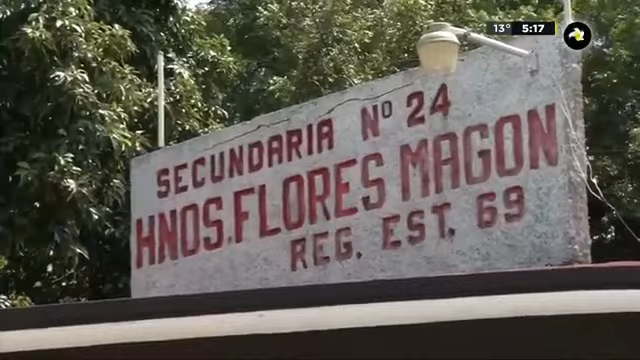 13° 5:17
SECUNDARIA Nº 24
HNOS. FLORES MAGON
REG. EST. 69